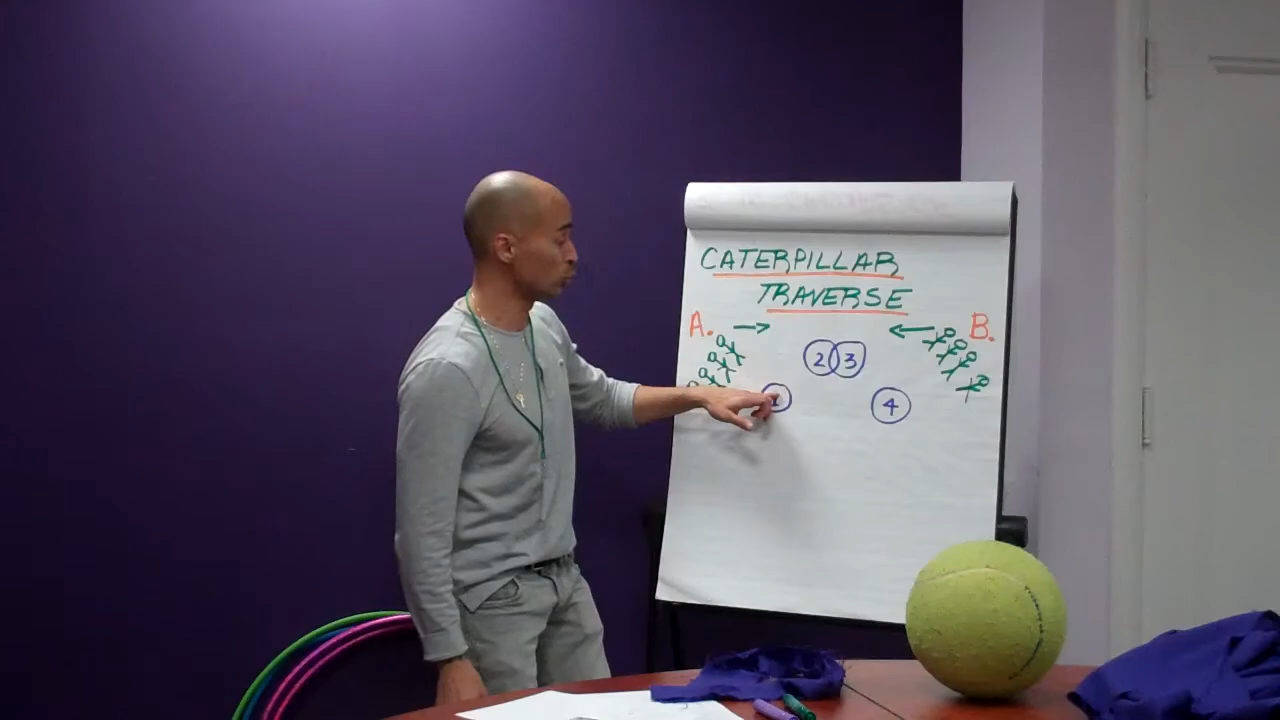 CATERPILLAR
TRAVERSE
A. → ← B.
2 3
1 4